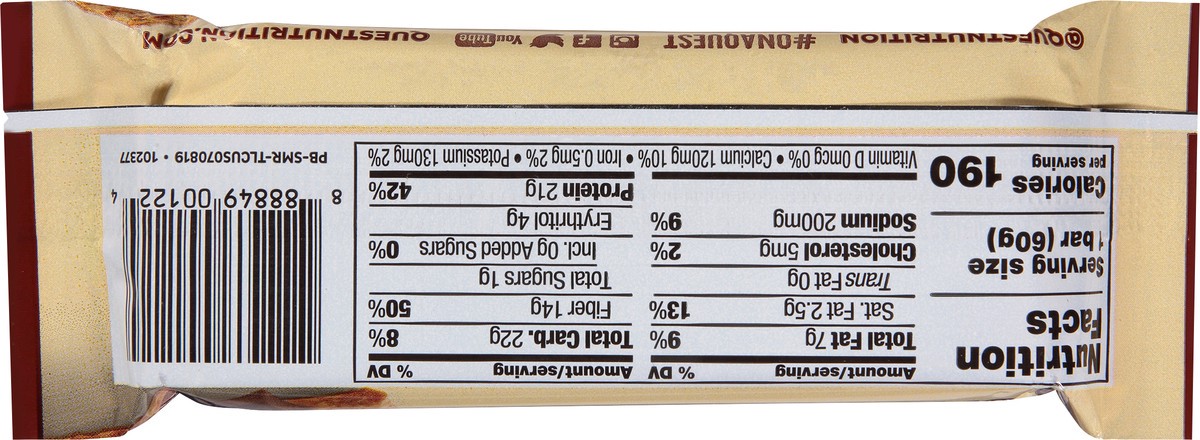 Nutrition
Facts
Serving size
1 bar (60g)
Calories 190
per serving
Amount/serving % DV
Total Fat 7g 9%
Sat. Fat 2.5g 13%
Trans Fat 0g
Cholesterol 5mg 2%
Sodium 200mg 9%
Amount/serving % DV
Total Carb. 22g 8%
Fiber 14g 50%
Total Sugars 1g
Incl. 0g Added Sugars 0%
Erythritol 4g
Protein 21g 42%
Vitamin D 0mcg 0% • Calcium 120mg 10% • Iron 0.5mg 2% • Potassium 130mg 2%
8 88849 00122 4
PB-SMR-TLCUS070819 • 102377
@QUESTNUTRITION #ONAQUEST YouTube QUESTNUTRITION.COM